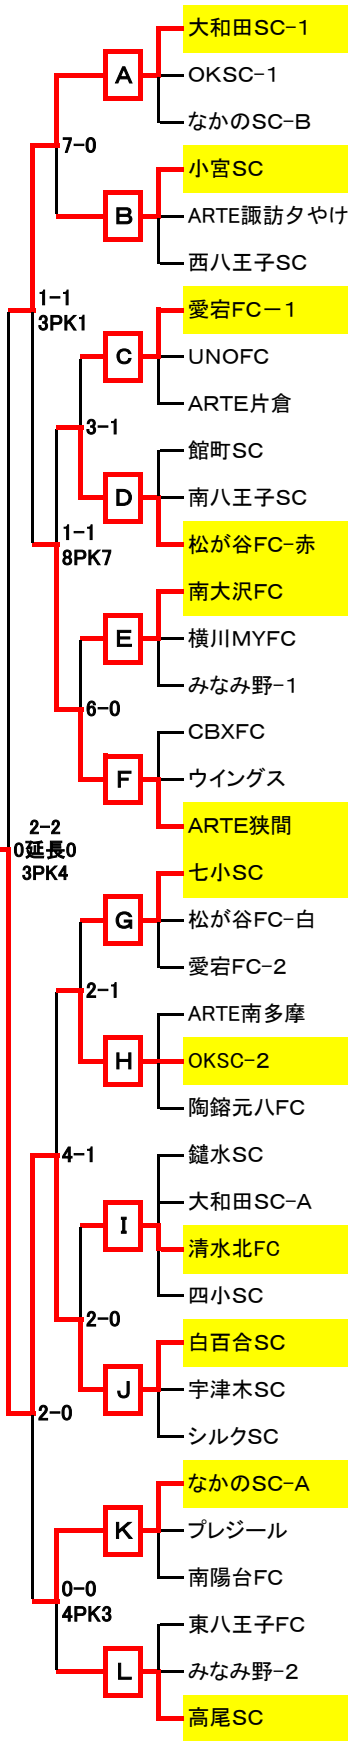 大和田SC-1
A
OKSC-1
なかのSC-B
7-0
小宮SC
B
ARTE諏訪夕やけ
西八王子SC
1-1
3PK1
愛宕FC－1
C
UNOFC
ARTE片倉
3-1
館町SC
D
南八王子SC
松が谷FC-赤
1-1
8PK7
南大沢FC
E
横川MYFC
みなみ野-1
6-0
CBXFC
F
ウイングス
ARTE狭間
2-2
0延長0
3PK4
七小SC
G
松が谷FC-白
愛宕FC-2
2-1
ARTE南多摩
H
OKSC-2
陶鎔元八FC
4-1
鑓水SC
大和田SC-A
I
清水北FC
四小SC
2-0
白百合SC
J
宇津木SC
シルクSC
2-0
なかのSC-A
K
プレジール
南陽台FC
0-0
4PK3
東八王子FC
L
みなみ野-2
高尾SC